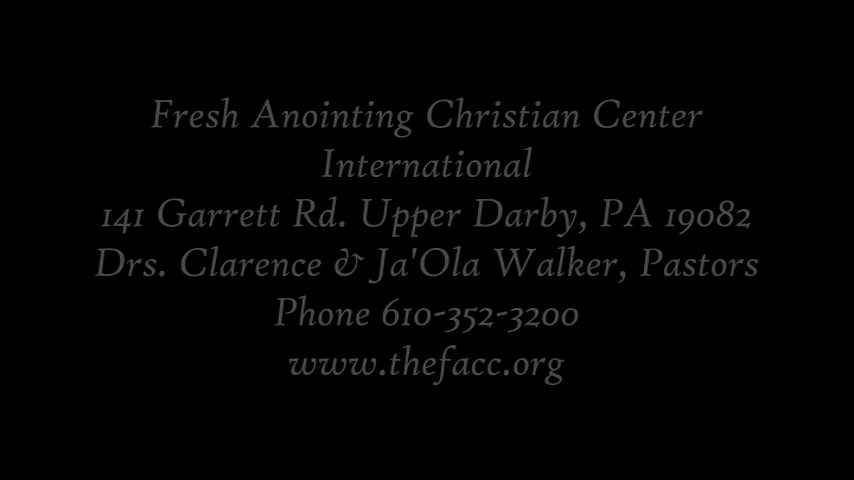 Fresh Anointing Christian Center
International
141 Garrett Rd. Upper Darby, PA 19082
Drs. Clarence & Ja'Ola Walker, Pastors
Phone 610-352-3200
www.thefacc.org